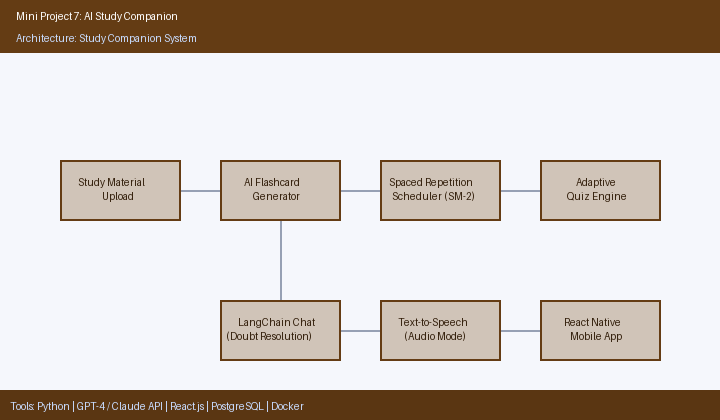 Mini Project 7: AI Study Companion
Architecture: Study Companion System
Study Material
Upload
AI Flashcard
Generator
Spaced Repetition
Scheduler (SM-2)
Adaptive
Quiz Engine
LangChain Chat
(Doubt Resolution)
Text-to-Speech
(Audio Mode)
React Native
Mobile App
Tools: Python | GPT-4 / Claude API | React.js | PostgreSQL | Docker